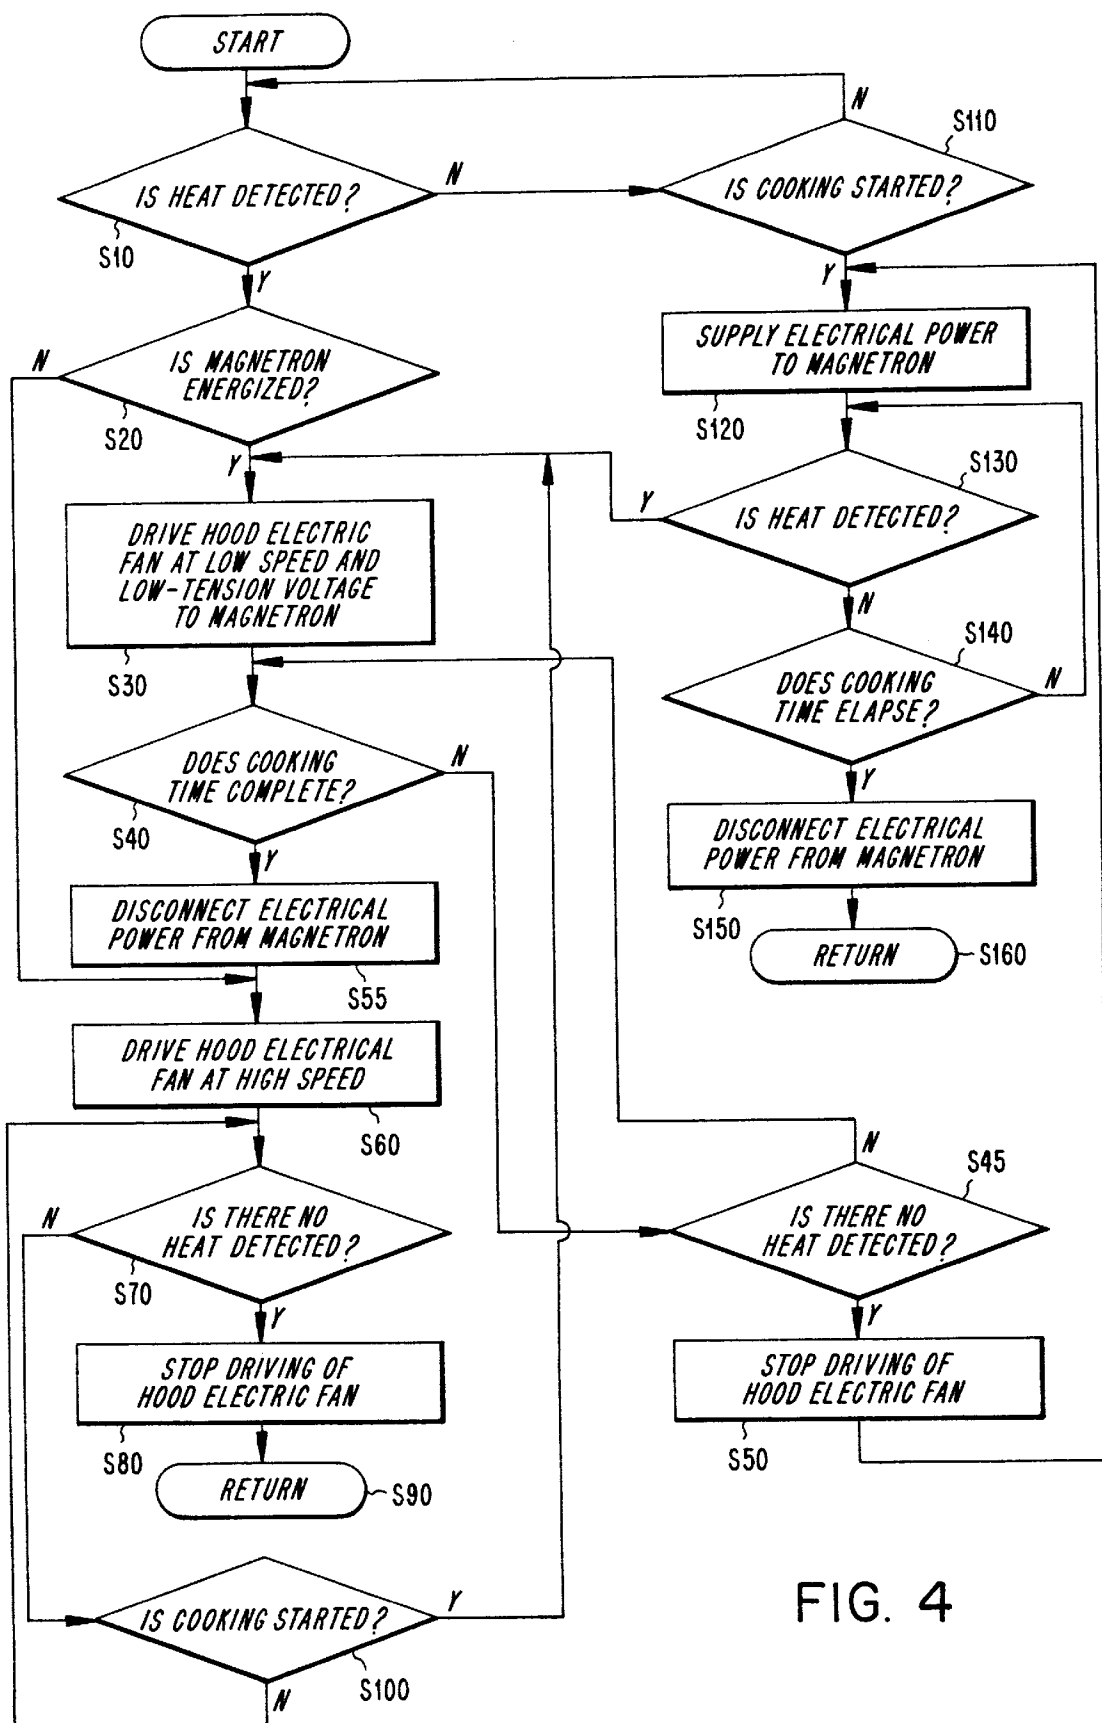 START
N
S110
IS HEAT DETECTED?
N
IS COOKING STARTED?
S10
Y
Y
N
IS MAGNETRON
ENERGIZED?
SUPPLY ELECTRICAL POWER
TO MAGNETRON
S20
S120
Y
S130
Y
IS HEAT DETECTED?
DRIVE HOOD ELECTRIC
FAN AT LOW SPEED AND
LOW-TENSION VOLTAGE
TO MAGNETRON
N
S30
S140
DOES COOKING
TIME ELAPSE?
N
DOES COOKING
TIME COMPLETE?
N
S40
Y
Y
DISCONNECT ELECTRICAL
POWER FROM MAGNETRON
DISCONNECT ELECTRICAL
POWER FROM MAGNETRON
S150
S55
RETURN
S160
DRIVE HOOD ELECTRICAL
FAN AT HIGH SPEED
S60
N
S45
N
IS THERE NO
HEAT DETECTED?
IS THERE NO
HEAT DETECTED?
S70
Y
Y
STOP DRIVING OF
HOOD ELECTRIC FAN
STOP DRIVING OF
HOOD ELECTRIC FAN
S80
S50
RETURN
S90
IS COOKING STARTED?
Y
S100
N
FIG. 4